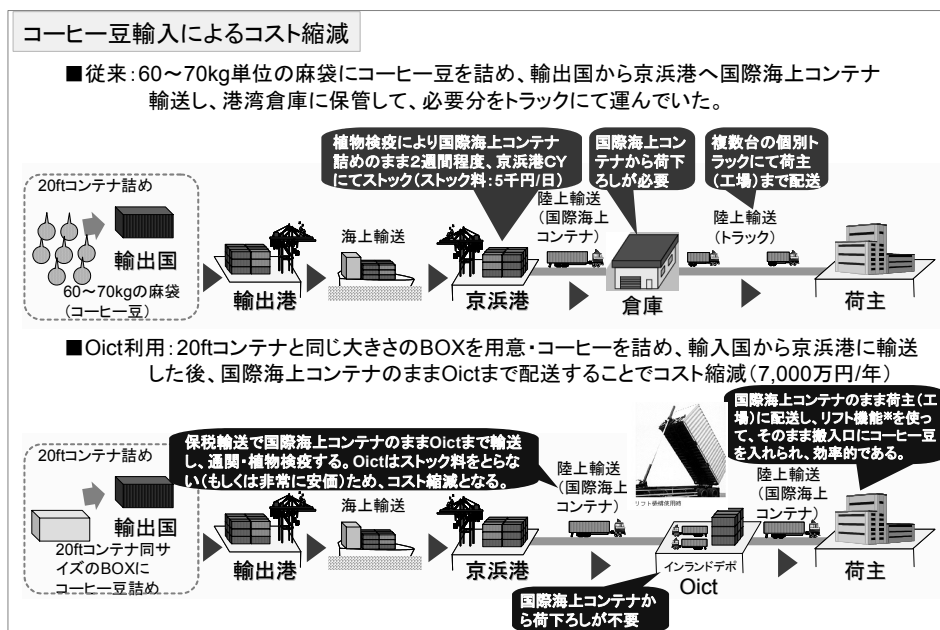 コーヒー豆輸入によるコスト縮減
■従来：60～70kg単位の麻袋にコーヒー豆を詰め、輸出国から京浜港へ国際海上コンテナ
輸送し、港湾倉庫に保管して、必要分をトラックにて運んでいた。
植物検疫により国際海上コンテナ
詰めのまま2週間程度、京浜港CY
にてストック（ストック料：5千円/日）
国際海上コ
ンテナから荷下
ろしが必要
複数台の個別ト
ラックにて荷主
（工場）まで配送
20ftコンテナ詰め
輸出国
60～70kgの麻袋
（コーヒー豆）
輸出港
海上輸送
京浜港
陸上輸送
（国際海上
コンテナ）
倉庫
陸上輸送
（トラック）
荷主
■Oict利用：20ftコンテナと同じ大きさのBOXを用意・コーヒーを詰め、輸入国から京浜港に輸送
した後、国際海上コンテナのままOictまで配送することでコスト縮減（7,000万円/年）
保税輸送で国際海上コンテナのままOictまで輸送
し、通関・植物検疫する。Oictはストック料をとらな
い（もしくは非常に安価）ため、コスト縮減となる。
国際海上コンテナのまま荷主（工
場）に配送し、リフト機能※を使っ
て、そのまま搬入口にコーヒー豆
を入れられ、効率的である。
20ftコンテナ詰め
輸出国
20ftコンテナ同サ
イズのBOXに
コーヒー豆詰め
輸出港
海上輸送
京浜港
陸上輸送
（国際海上
コンテナ）
リフト機構使用時
インランドデポ
Oict
陸上輸送
（国際海上
コンテナ）
荷主
国際海上コンテナか
ら荷下ろしが不要